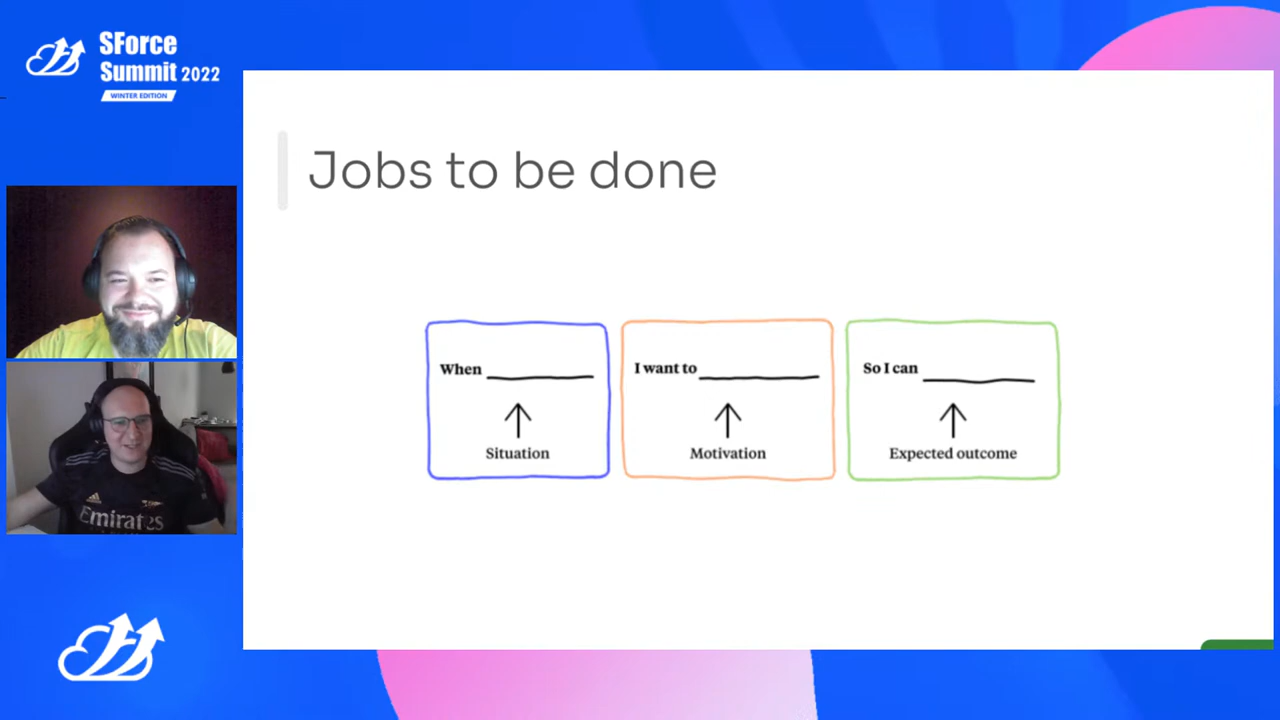 SForce
Summit 2022
WINTER EDITION
Jobs to be done
When
Situation
I want to
Motivation
So I can
Expected outcome
Emirates